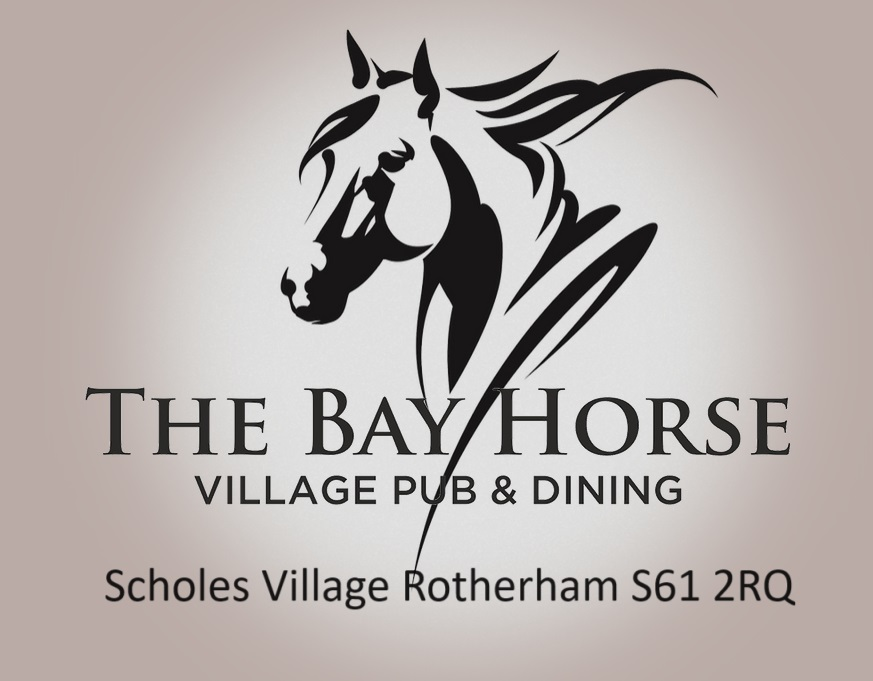 The Bay Horse
VILLAGE PUB & DINING
Scholes Village Rotherham S61 2RQ